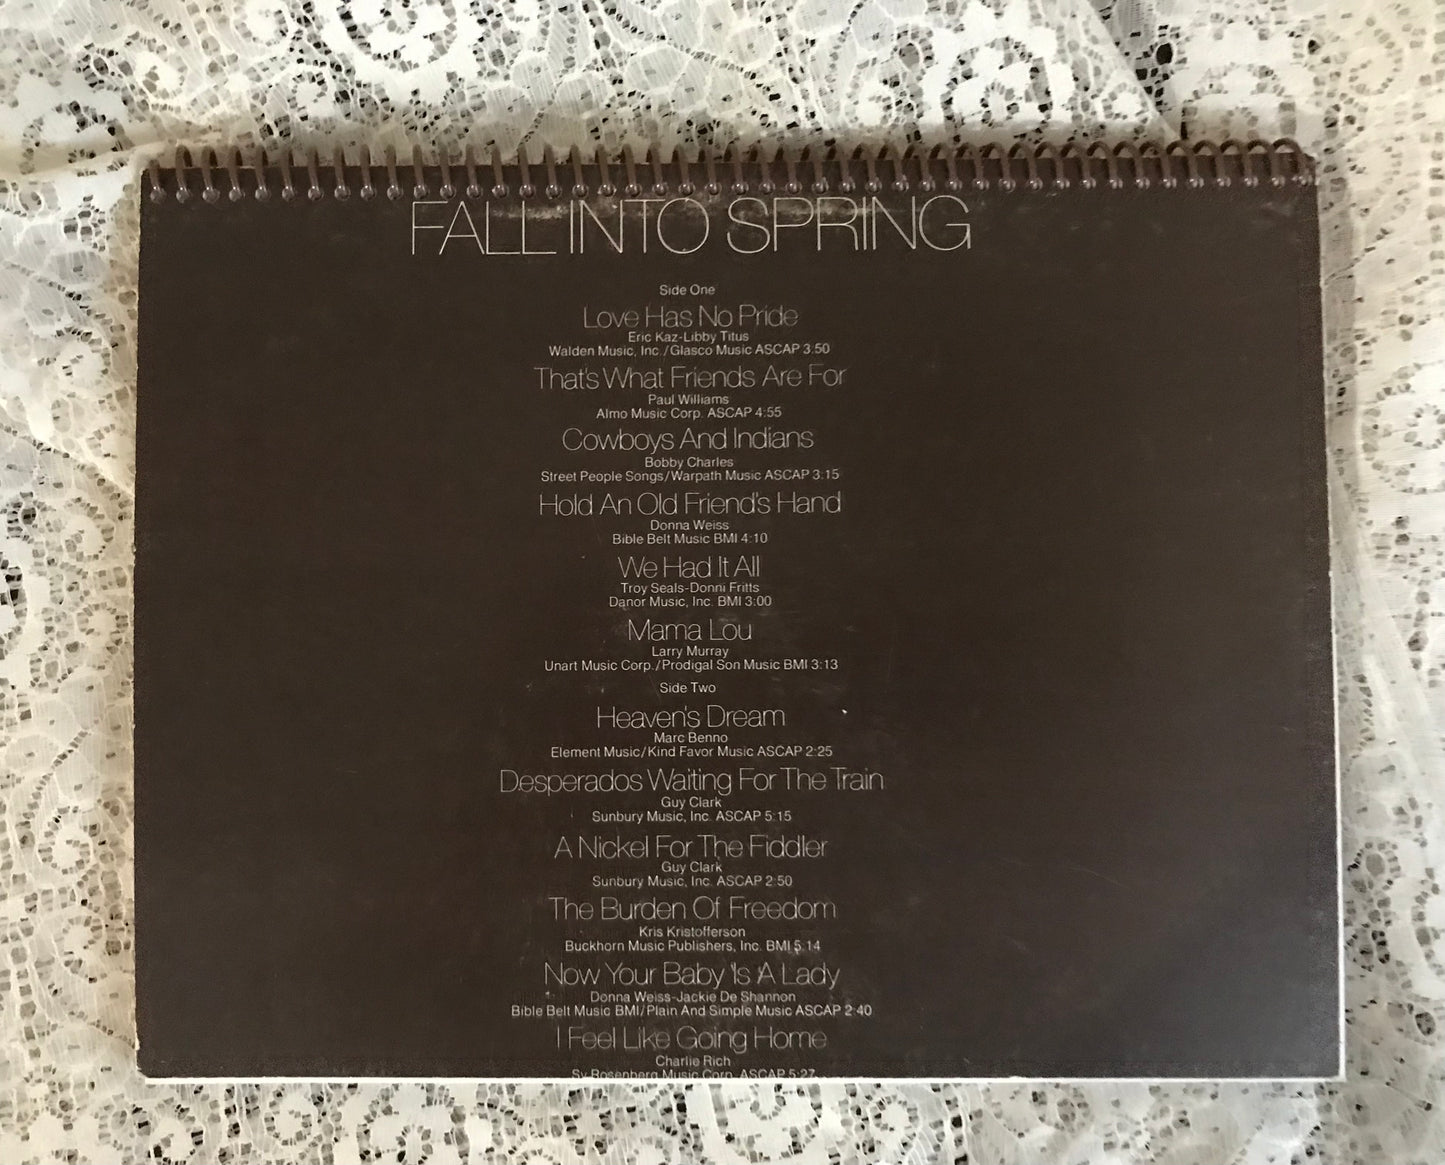 FALL INTO SPRING
Side One
Love Has No Pride
Eric Kaz-Libby Titus
Walden Music, Inc./Glasco Music ASCAP 3:50
That's What Friends Are For
Paul Williams
Almo Music Corp. ASCAP 4:55
Cowboys And Indians
Bobby Charles
Street People Songs/Warpath Music ASCAP 3:15
Hold An Old Friend's Hand
Donna Weiss
Bible Belt Music BMI 4:10
We Had It All
Troy Seals-Donni Fritts
Danor Music, Inc. BMI 3:00
Mama Lou
Larry Murray
Unart Music Corp./Prodigal Son Music BMI 3:13
Side Two
Heaven's Dream
Marc Benno
Element Music/Kind Favor Music ASCAP 2:25
Desperados Waiting For The Train
Guy Clark
Sunbury Music, Inc. ASCAP 5:15
A Nickel For The Fiddler
Guy Clark
Sunbury Music, Inc. ASCAP 2:50
The Burden Of Freedom
Kris Kristofferson
Buckhorn Music Publishers, Inc. BMI 5:14
Now Your Baby Is A Lady
Donna Weiss-Jackie De Shannon
Bible Belt Music BMI/Plain And Simple Music ASCAP 2:40
I Feel Like Going Home
Charlie Rich
Sy Rosenberg Music Corp. ASCAP 5:27